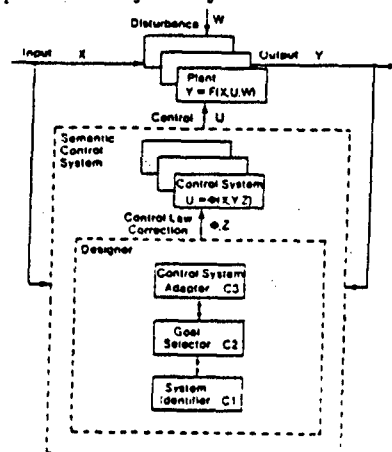 Disturbance W
Input X
Output Y
Plant
Y = F(X,U,W)
Control U
Semantic
Control
System
Control System
U = Φ(X,Y,Z)
Control Law
Correction
Φ,Z
Designer
Control System
Adapter C3
Goal
Selector C2
System
Identifier C1